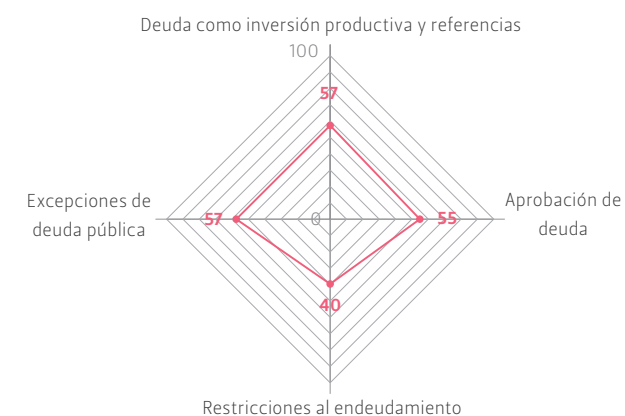 Deuda como inversión productiva y referencias
100
57
Excepciones de
deuda pública
57
0
55
Aprobación de
deuda
40
Restricciones al endeudamiento